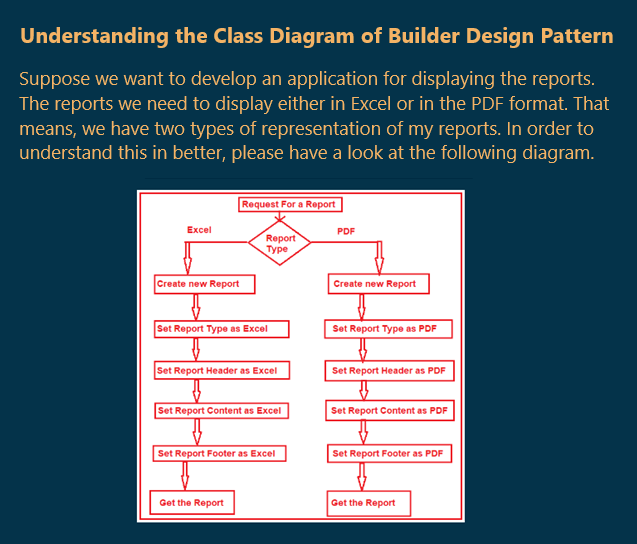 Understanding the Class Diagram of Builder Design Pattern
Suppose we want to develop an application for displaying the reports.
The reports we need to display either in Excel or in the PDF format. That
means, we have two types of representation of my reports. In order to
understand this in better, please have a look at the following diagram.
Request For a Report
Excel
Report
Type
PDF
Create new Report
Create new Report
Set Report Type as Excel
Set Report Type as PDF
Set Report Header as Excel
Set Report Header as PDF
Set Report Content as Excel
Set Report Content as PDF
Set Report Footer as Excel
Set Report Footer as PDF
Get the Report
Get the Report